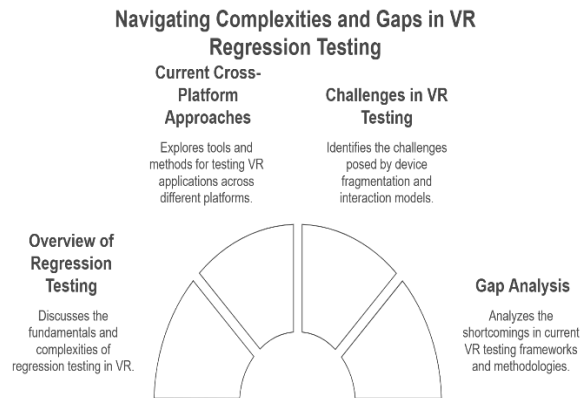 Navigating Complexities and Gaps in VR
Regression Testing
Current Cross-
Platform
Approaches
Explores tools and
methods for testing VR
applications across
different platforms.
Challenges in VR
Testing
Identifies the challenges
posed by device
fragmentation and
interaction models.
Overview of
Regression
Testing
Discusses the
fundamentals and
complexities of
regression testing in VR.
Gap Analysis
Analyzes the
shortcomings in current
VR testing frameworks
and methodologies.